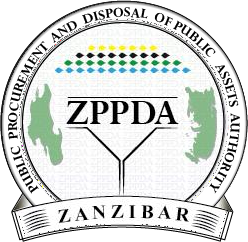 PUBLIC PROCUREMENT AND DISPOSAL OF PUBLIC ASSETS AUTHORITY
ZPPDA
ZANZIBAR